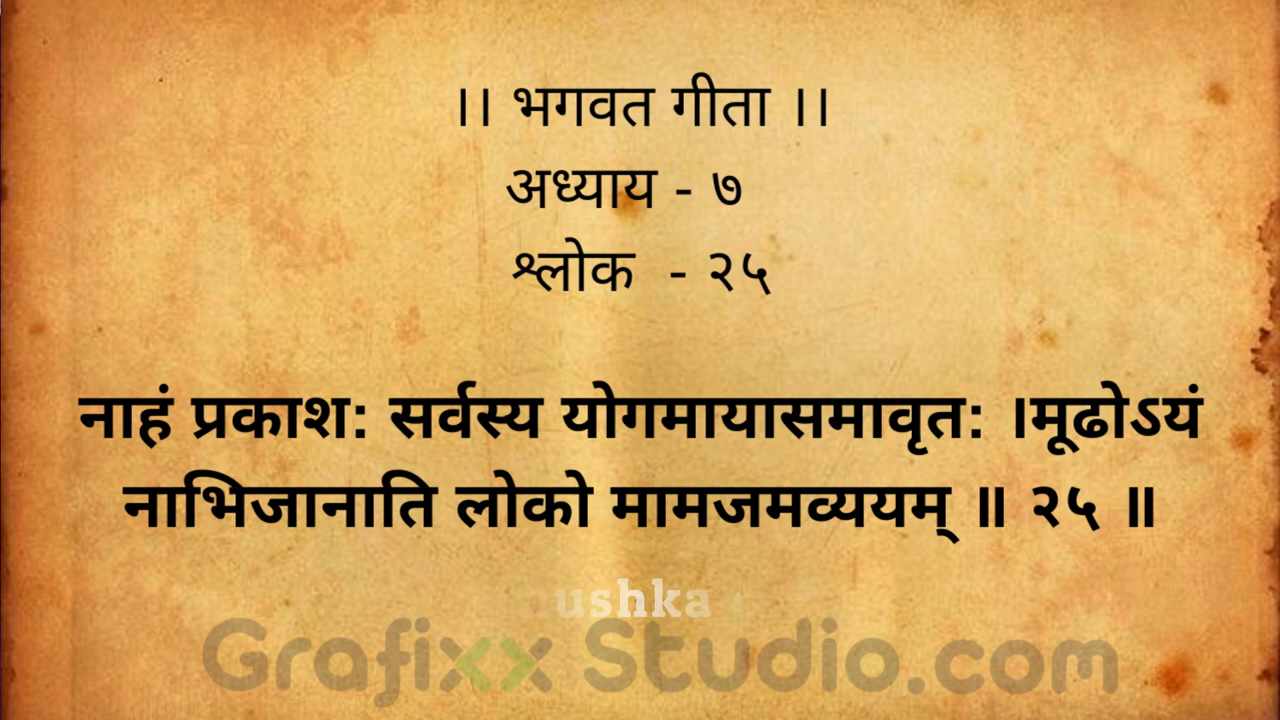 ।। भगवत गीता ।।
अध्याय - ७
श्लोक - २५
नाहं प्रकाश: सर्वस्य योगमायासमावृत: ।मूढोऽयं
नाभिजानाति लोको मामजमव्ययम् ॥ २५ ॥
Grafixx Studio.com